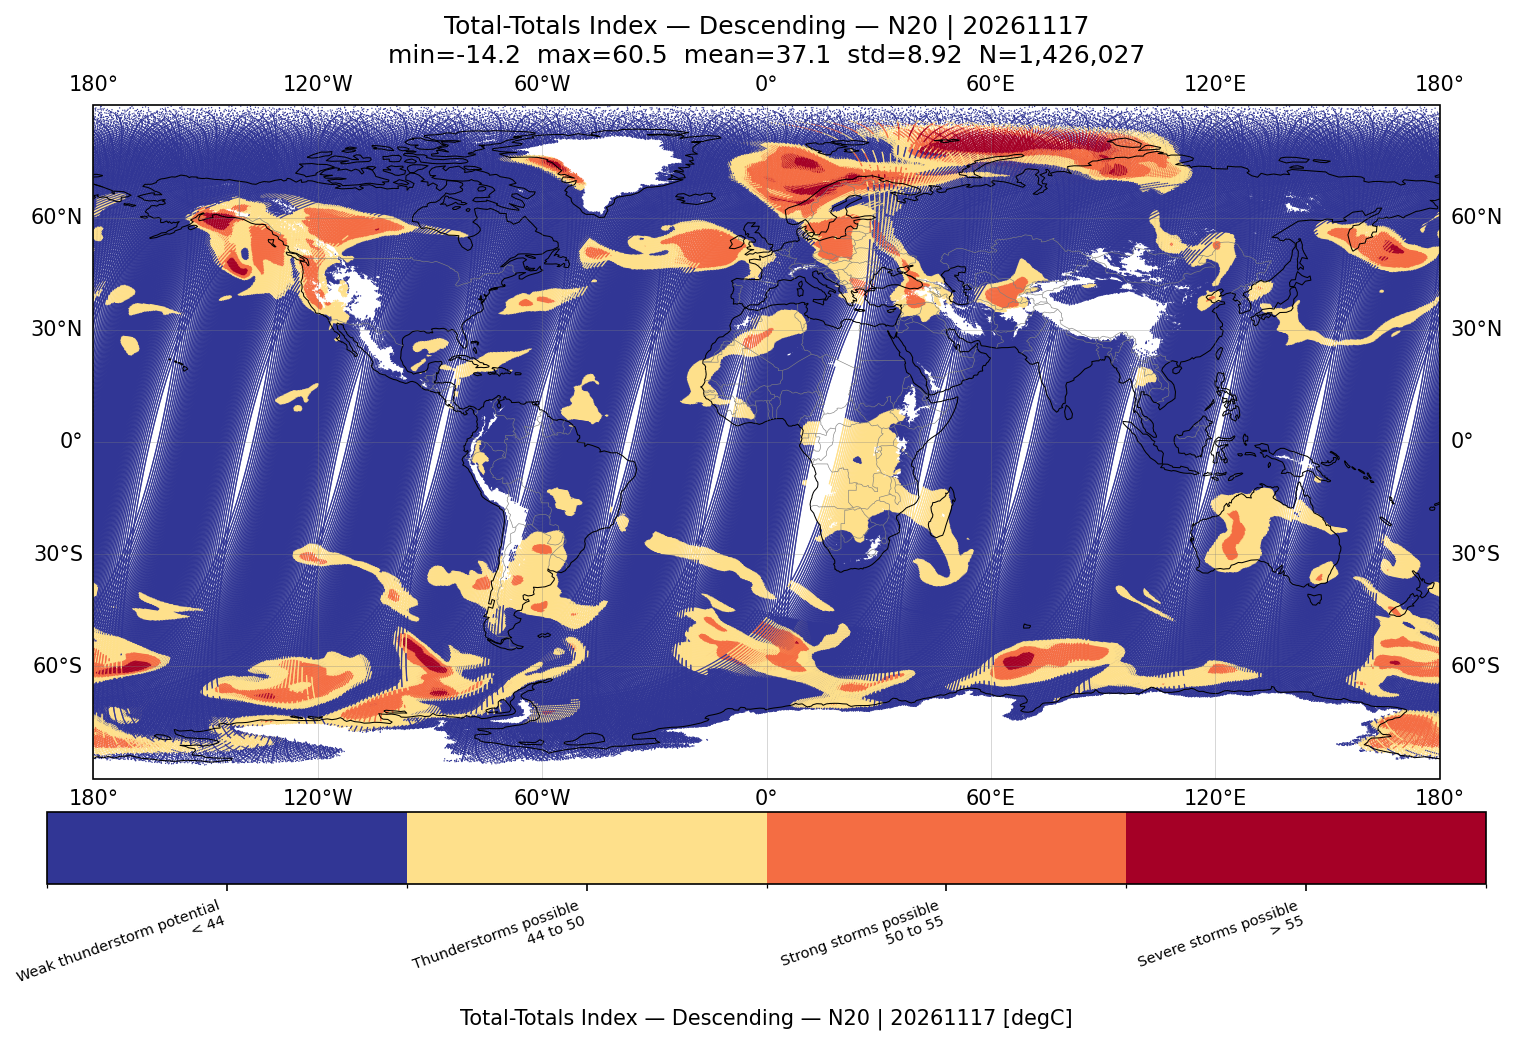 Total-Totals Index — Descending — N20 | 20261117
min=-14.2  max=60.5  mean=37.1  std=8.92  N=1,426,027
180° 120°W 60°W 0° 60°E 120°E 180°
60°N 60°N
30°N 30°N
0° 0°
30°S 30°S
60°S 60°S
180° 120°W 60°W 0° 60°E 120°E 180°
Weak thunderstorm potential
< 44
Thunderstorms possible
44 to 50
Strong storms possible
50 to 55
Severe storms possible
> 55
Total-Totals Index — Descending — N20 | 20261117 [degC]